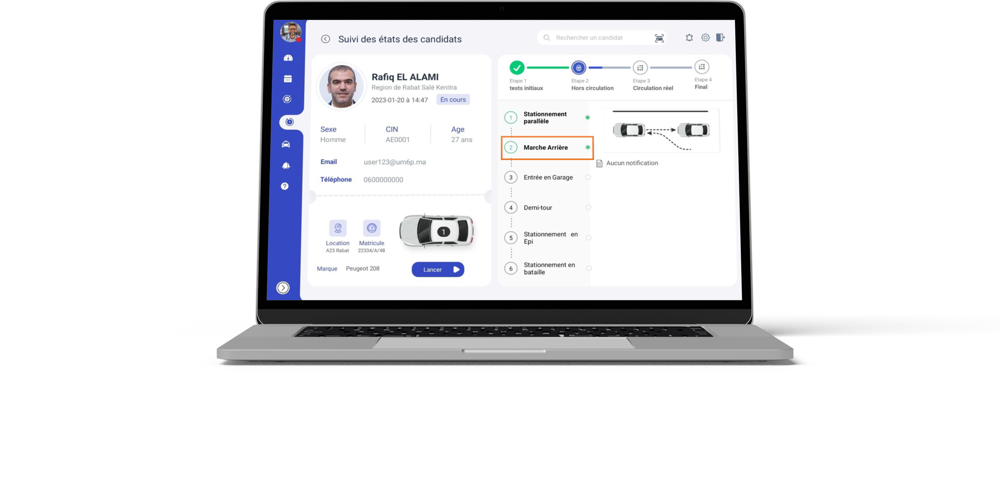 Suivi des états des candidats
Rechercher un candidat
Rafiq EL ALAMI
Region de Rabat Salé Kenitra
2023-01-20 à 14:47
En cours
Sexe
Homme
CIN
AE0001
Age
27 ans
Email
user123@um6p.ma
Téléphone
0600000000
1
Location
A23 Rabat
Matricule
22334/A/48
Marque
Peugeot 208
Lancer
Etape 1
tests initiaux
Etape 2
Hors circulation
Etape 3
Circulation réel
Etape 4
Final
1
Stationnement
parallèle
2
Marche Arrière
3
Entrée en Garage
4
Demi-tour
5
Stationnement en
Epi
6
Stationnement en
bataille
Aucun notification
?